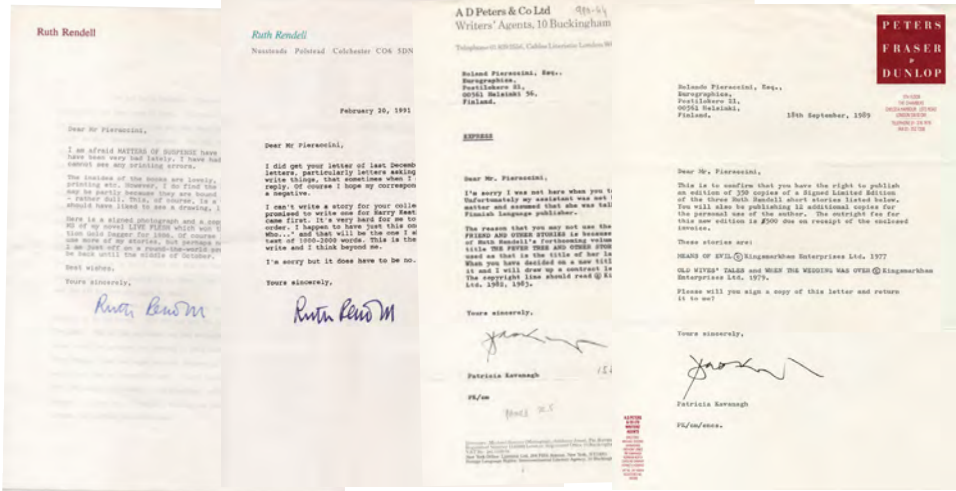 Ruth Rendell
Dear Mr Pieraccini,
I am afraid MATTERS OF SUSPENSE have
have been very bad lately. I have had
cannot see any printing errors.
The insides of the books are lovely,
printing etc. However, I do find the
may be partly because they are bound
- rather dull. This, of course, is a
should have liked to see a drawing,
Here is a signed photograph and a
MS of my novel LIVE FLESH which won t
tion Gold Dagger for 1986. Of course
use more of my stories, but perhaps
I am just off on a round-the-world
be back until the middle of October.
Best wishes,
Yours sincerely,
Ruth Rendell
Ruth Rendell
Nussteads Polstead Colchester CO6 5DN
February 20, 1991
Dear Mr Pieraccini,
I did get your letter of last Decemb
letters, particularly letters asking
write things, that sometimes when I
reply. Of course I hope my correspon
a negative.
I can't write a story for your colle
promised to write one for Harry
came first. It's very hard for me to
order. I happen to have just this one
Who..." and that will be the one I
text of 1000-2000 words. This is the
write and I think beyond me.
I'm sorry but it does have to be no.
Yours sincerely,
Ruth Rendell
A D Peters & Co Ltd
Writers' Agents, 10 Buckingham
Roland Pieraccini, Esq.,
Eurographica,
Postilokero 21,
00361 Helsinki 36,
Finland.
EXPRESS
Dear Mr. Pieraccini,
I'm sorry I was not here when you t
Unfortunately my assistant was not
matter and assumed that she was tal
Finnish language publisher.
The reason that you may not use the
FRIEND AND OTHER STORIES is because
of Ruth Rendell's forthcoming volume
title THE FEVER TREE AND OTHER STOR
used as that is the title of her la
When you have decided on a new titl
it and I will draw up a contract
The copyright line should read © Ki
Ltd. 1982, 1983.
Yours sincerely,
Patricia Kavanagh
PK/um
PETERS
FRASER
&
DUNLOP
Rolando Pieraccini, Esq.,
Eurographica,
Postilokero 21,
00361 Helsinki,
Finland.
18th September, 1985
Dear Mr, Pieraccini,
This is to confirm that you have the right to publish
an edition of 350 copies of a Signed Limited Edition
of the three Ruth Rendell short stories listed below.
You will also be publishing 12 additional copies for
the personal use of the author. The outright fee for
this new edition is £500 due on receipt of the enclosed
invoice.
These stories are:
MEANS OF EVIL © Kingsmarkham Enterprises Ltd. 1977
OLD WIVES' TALES and WHEN THE WEDDING WAS OVER © Kingsmarkham
Enterprises Ltd. 1979.
Please will you sign a copy of this letter and return
it to me?
Yours sincerely,
Patricia Kavanagh
PK/um/encs.